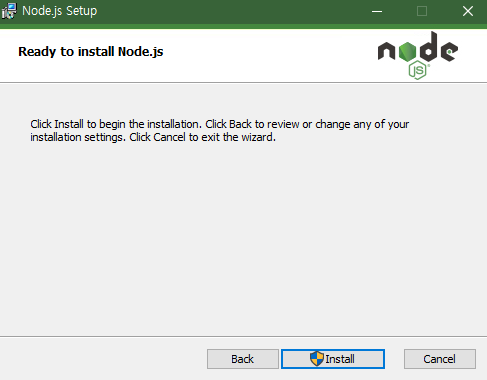 Node.js Setup
Ready to install Node.js
node
JS
Click Install to begin the installation. Click Back to review or change any of your
installation settings. Click Cancel to exit the wizard.
Back
Install
Cancel